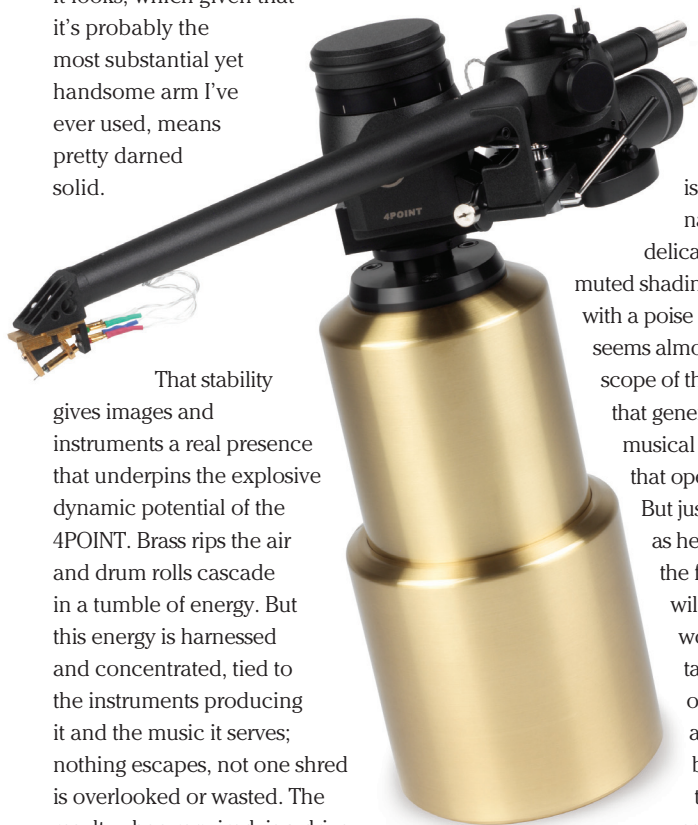 it looks, which given that
it's probably the
most substantial yet
handsome arm I've
ever used, means
pretty darned
solid.
4POINT
That stability
gives images and
instruments a real presence
that underpins the explosive
dynamic potential of the
4POINT. Brass rips the air
and drum rolls cascade
in a tumble of energy. But
this energy is harnessed
and concentrated, tied to
the instruments producing
it and the music it serves;
nothing escapes, not one shred
is overlooked or wasted. The
is
delica
muted shadin
with a poise
seems almo
scope of th
that gene
musical
that ope
But jus
as he
the f
wil
w
ta
o
a
b
t